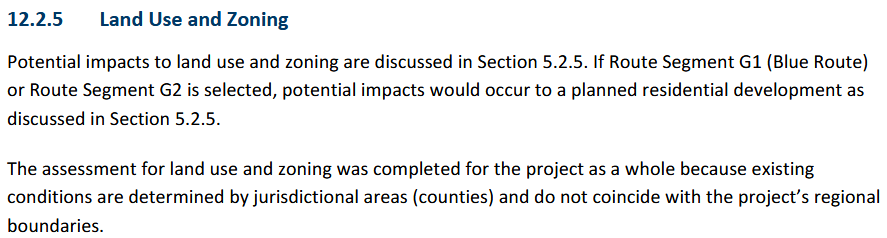 12.2.5 Land Use and Zoning
Potential impacts to land use and zoning are discussed in Section 5.2.5. If Route Segment G1 (Blue Route)
or Route Segment G2 is selected, potential impacts would occur to a planned residential development as
discussed in Section 5.2.5.
The assessment for land use and zoning was completed for the project as a whole because existing
conditions are determined by jurisdictional areas (counties) and do not coincide with the project’s regional
boundaries.